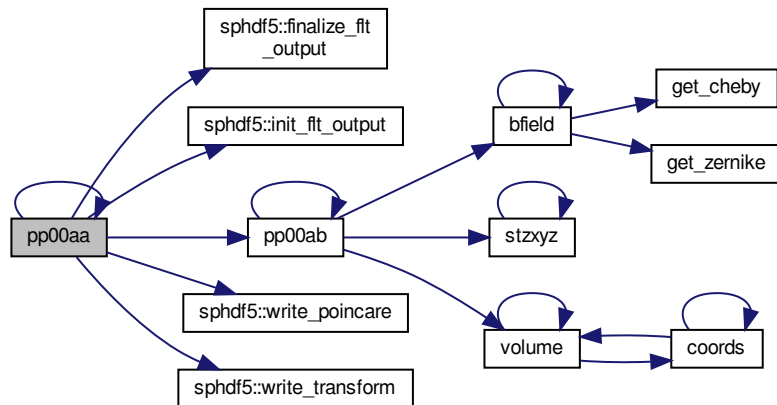 sphdf5::finalize_flt
_output
sphdf5::init_flt_output
pp00aa
pp00ab
sphdf5::write_poincare
sphdf5::write_transform
bfield
stzxyz
volume
get_cheby
get_zernike
coords